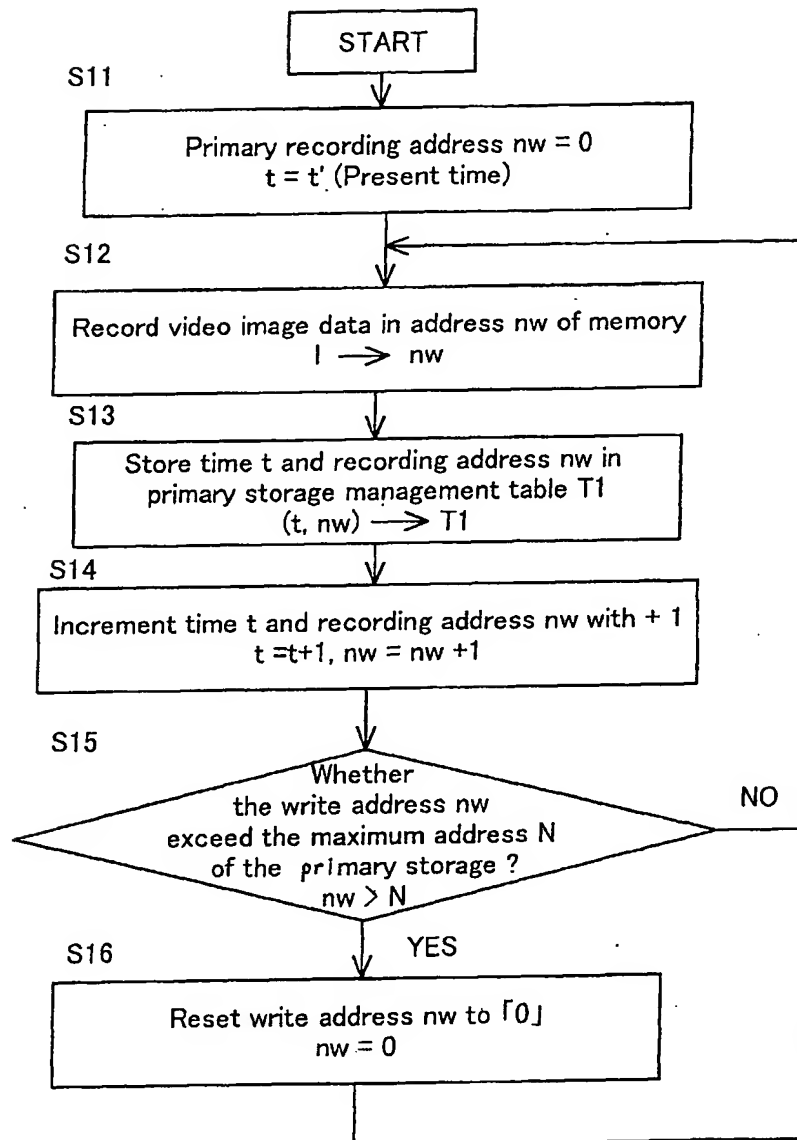 START
S11
Primary recording address nw = 0
t = t' (Present time)
S12
Record video image data in address nw of memory
I → nw
S13
Store time t and recording address nw in
primary storage management table T1
(t, nw) → T1
S14
Increment time t and recording address nw with + 1
t =t+1, nw = nw +1
S15
Whether
the write address nw
exceed the maximum address N
of the primary storage ?
nw > N
NO
YES
S16
Reset write address nw to「0」
nw = 0